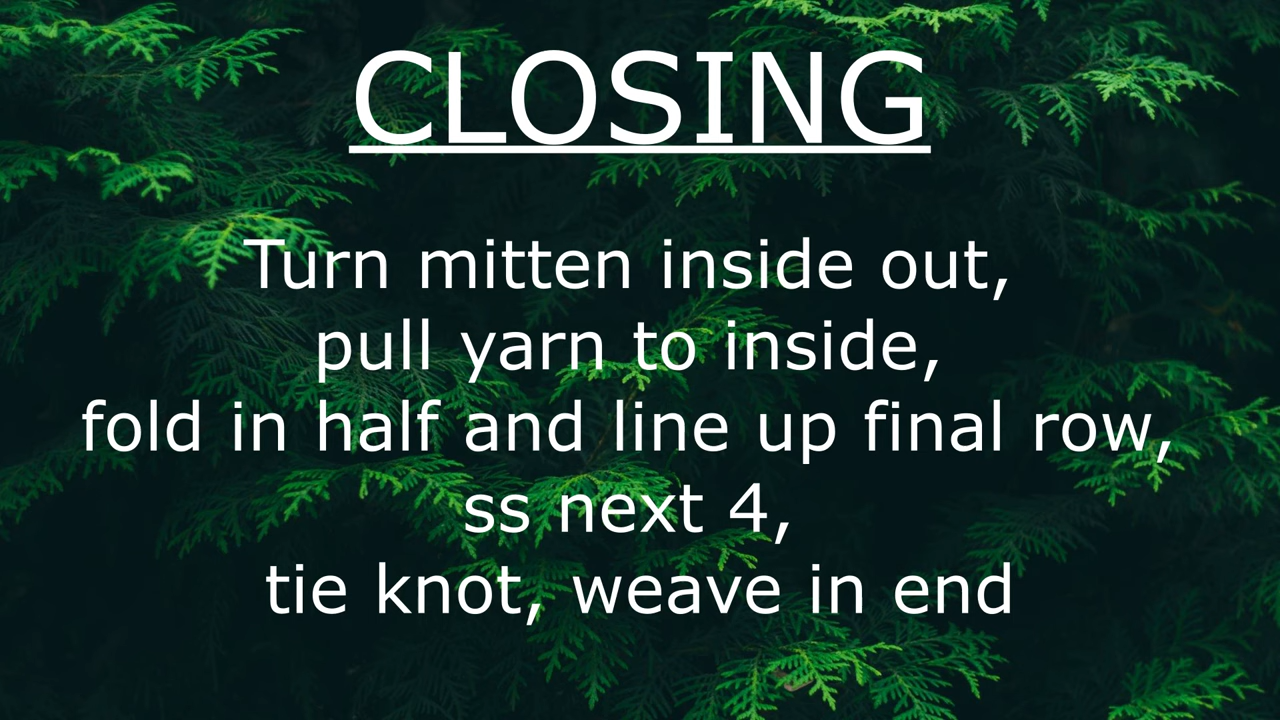 CLOSING
Turn mitten inside out,
pull yarn to inside,
fold in half and line up final row,
ss next 4,
tie knot, weave in end